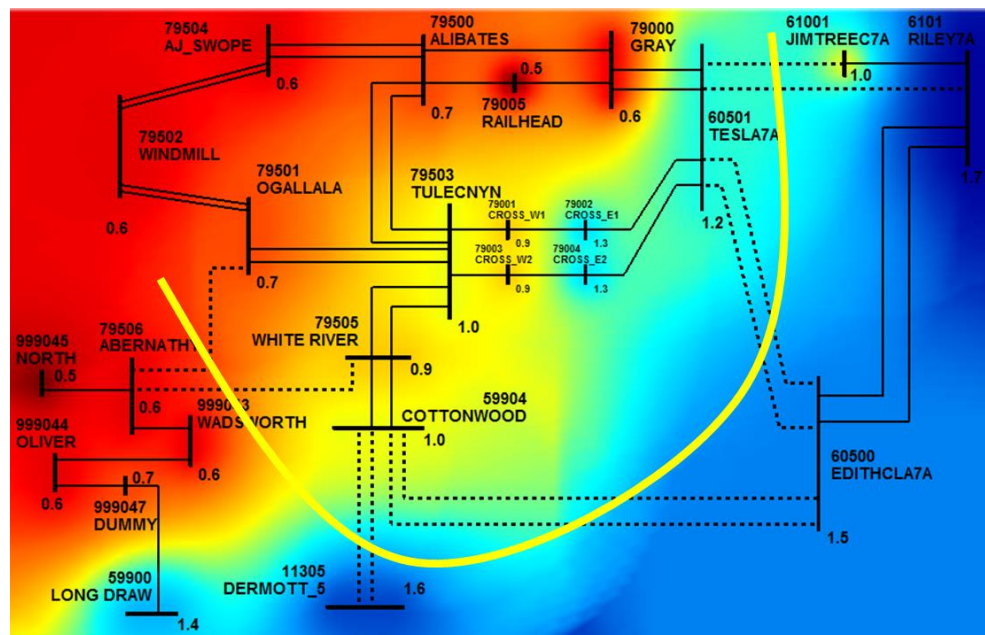 79504
AJ_SWOPE
0.6
79500
ALIBATES
0.7
0.5
79005
RAILHEAD
79000
GRAY
0.6
61001
JIMTREEC7A
1.0
6101
RILEY7A
1.7
60501
TESLA7A
1.2
79502
WINDMILL
0.6
79501
OGALLALA
0.7
79503
TULECNYN
1.0
79001
CROSS_W1
0.9
79002
CROSS_E1
1.3
79003
CROSS_W2
0.9
79004
CROSS_E2
1.3
79505
WHITE RIVER
0.9
79506
ABERNATHY
0.6
999045
NORTH
0.5
WADSWORTH
0.6
999044
OLIVER
0.6
0.7
999047
DUMMY
59904
COTTONWOOD
1.0
60500
EDITHCLA7A
1.5
59900
LONG DRAW
1.4
11305
DERMOTT_5
1.6